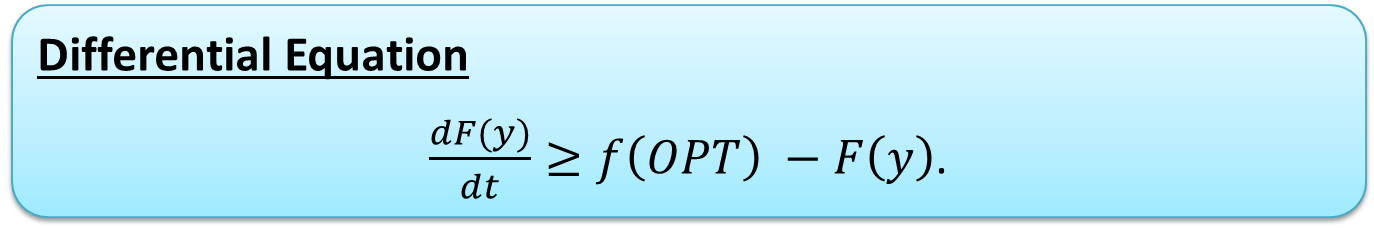 Differential Equation
dF(y)/dt ≥ f(OPT) − F(y).